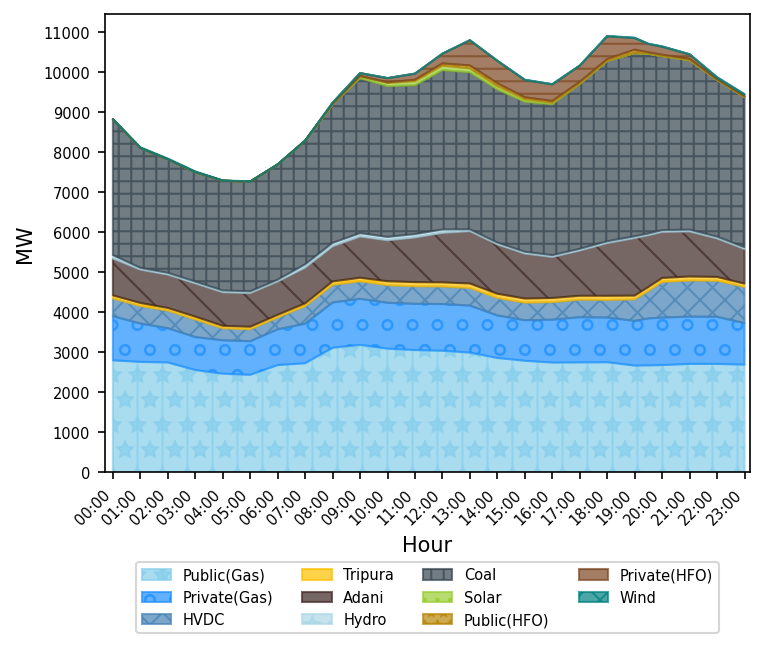 11000
10000
9000
8000
7000
6000
5000
4000
3000
2000
1000
0
MW
00:00 01:00 02:00 03:00 04:00 05:00 06:00 07:00 08:00 09:00 10:00 11:00 12:00 13:00 14:00 15:00 16:00 17:00 18:00 19:00 20:00 21:00 22:00 23:00
Hour
Public(Gas) Tripura Coal Private(HFO)
Private(Gas) Adani Solar Wind
HVDC Hydro Public(HFO)